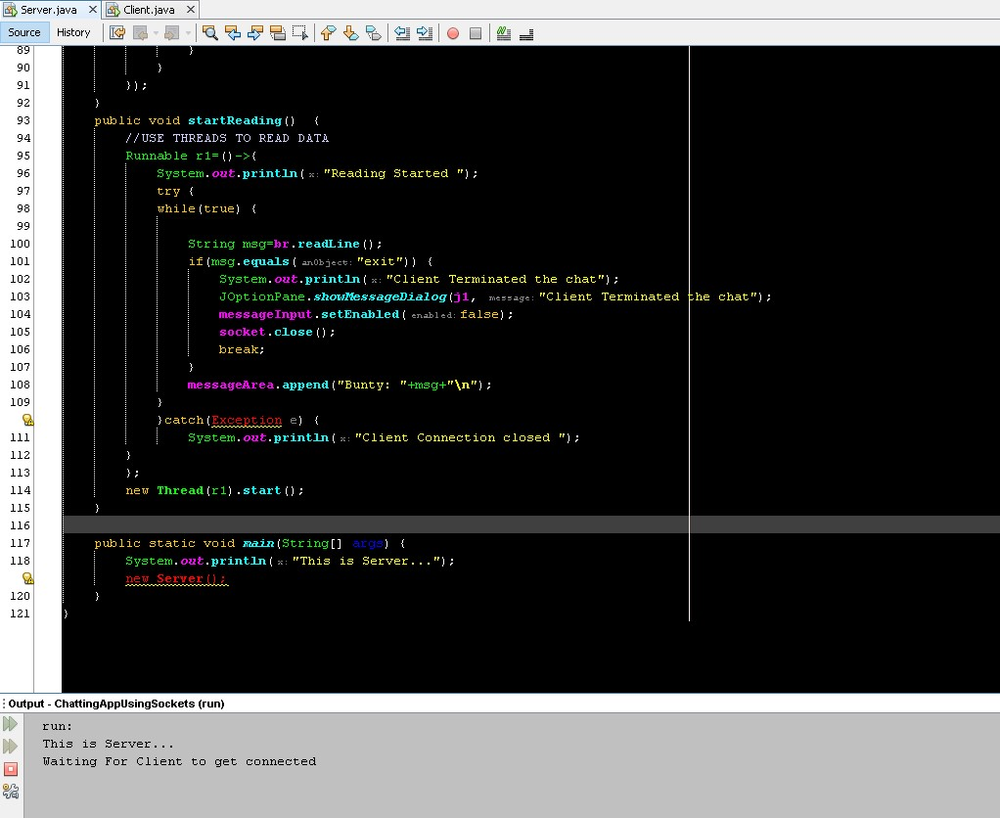 Server.java × Client.java ×
Source History
89 }
90 }
91 });
92 }
93 public void startReading()  {
94 //USE THREADS TO READ DATA
95 Runnable r1=()->{
96 System.out.println(x:"Reading Started ");
97 try {
98 while(true) {
99
100 String msg=br.readLine();
101 if(msg.equals(anObject:"exit")) {
102 System.out.println(x:"Client Terminated the chat");
103 JOptionPane.showMessageDialog(j1, message:"Client Terminated the chat");
104 messageInput.setEnabled(enabled:false);
105 socket.close();
106 break;
107 }
108 messageArea.append("Bunty: "+msg+"\n");
109 }
}catch(Exception e) {
111 System.out.println(x:"Client Connection closed ");
112 }
113 };
114 new Thread(r1).start();
115 }
116
117 public static void main(String[] args) {
118 System.out.println(x:"This is Server...");
new Server();
120 }
121 }
Output - ChattingAppUsingSockets (run)
run:
This is Server...
Waiting For Client to get connected